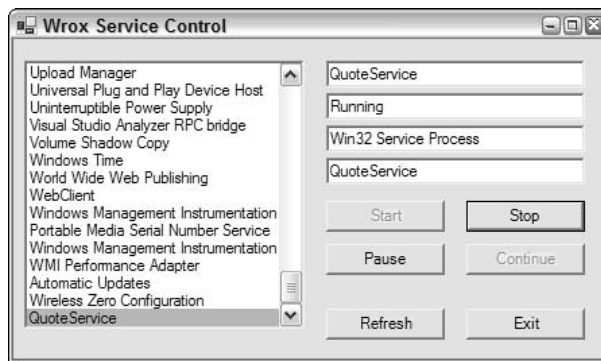 Wrox Service Control
Upload Manager
Universal Plug and Play Device Host
Uninterruptible Power Supply
Visual Studio Analyzer RPC bridge
Volume Shadow Copy
Windows Time
World Wide Web Publishing
WebClient
Windows Management Instrumentation
Portable Media Serial Number Service
Windows Management Instrumentation
WMI Performance Adapter
Automatic Updates
Wireless Zero Configuration
QuoteService
QuoteService
Running
Win32 Service Process
QuoteService
Start
Stop
Pause
Continue
Refresh
Exit